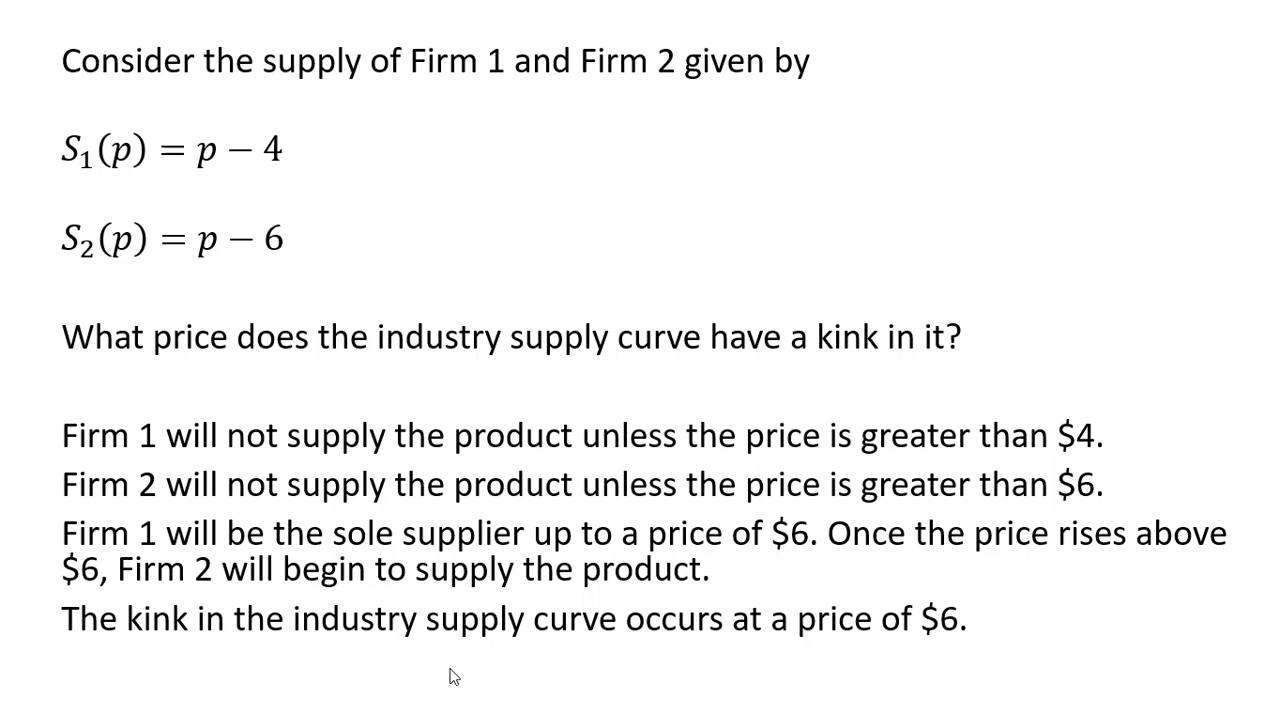 Consider the supply of Firm 1 and Firm 2 given by
S₁(p) = p − 4
S₂(p) = p − 6
What price does the industry supply curve have a kink in it?
Firm 1 will not supply the product unless the price is greater than $4.
Firm 2 will not supply the product unless the price is greater than $6.
Firm 1 will be the sole supplier up to a price of $6. Once the price rises above
$6, Firm 2 will begin to supply the product.
The kink in the industry supply curve occurs at a price of $6.